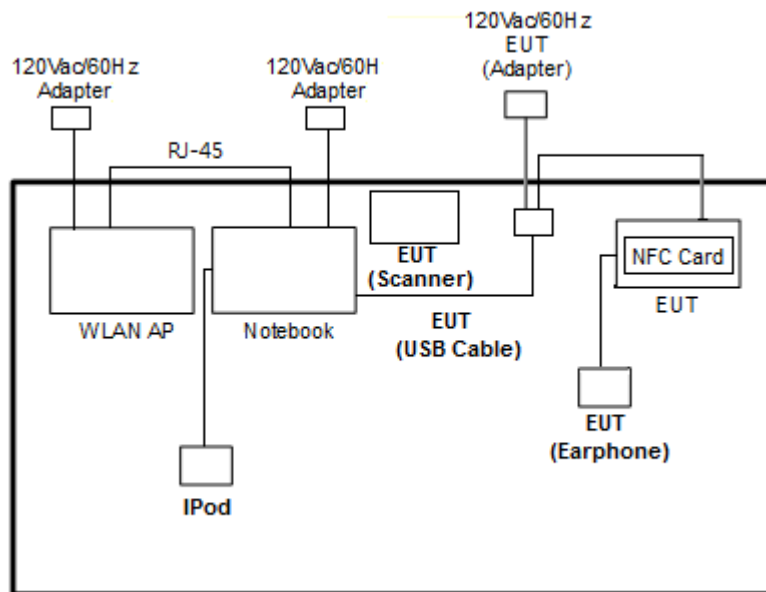 120Vac/60Hz
EUT
(Adapter)
120Vac/60Hz
Adapter
120Vac/60H
Adapter
RJ-45
EUT
(Scanner)
NFC Card
WLAN AP
Notebook
EUT
EUT
(USB Cable)
EUT
(Earphone)
IPod